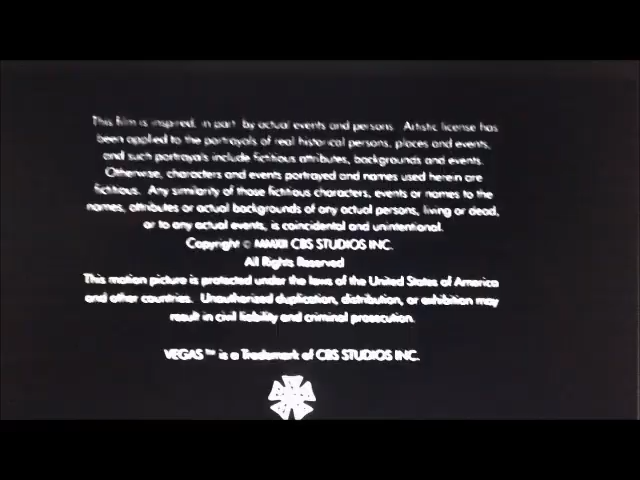 This film is inspired, in part, by actual events and persons. Artistic license has
been applied to the portrayals of real historical persons, places and events,
and such portrayals include fictitious attributes, backgrounds and events.
Otherwise, characters and events portrayed and names used herein are
fictitious. Any similarity of those fictitious characters, events or names to the
names, attributes or actual backgrounds of any actual persons, living or dead,
or to any actual events, is coincidental and unintentional.
Copyright © MMXII CBS STUDIOS INC.
All Rights Reserved
This motion picture is protected under the laws of the United States of America
and other countries. Unauthorized duplication, distribution, or exhibition may
result in civil liability and criminal prosecution.
VEGAS™ is a Trademark of CBS STUDIOS INC.